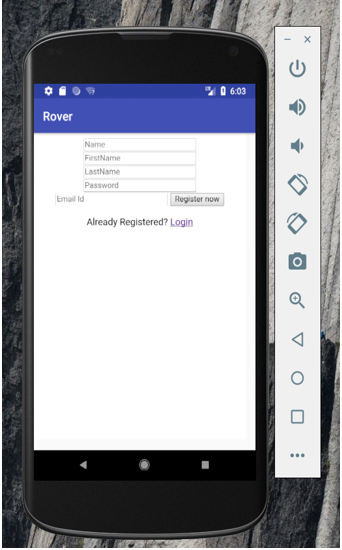 6:03
Rover
Name
FirstName
LastName
Password
Email Id Register now
Already Registered? Login